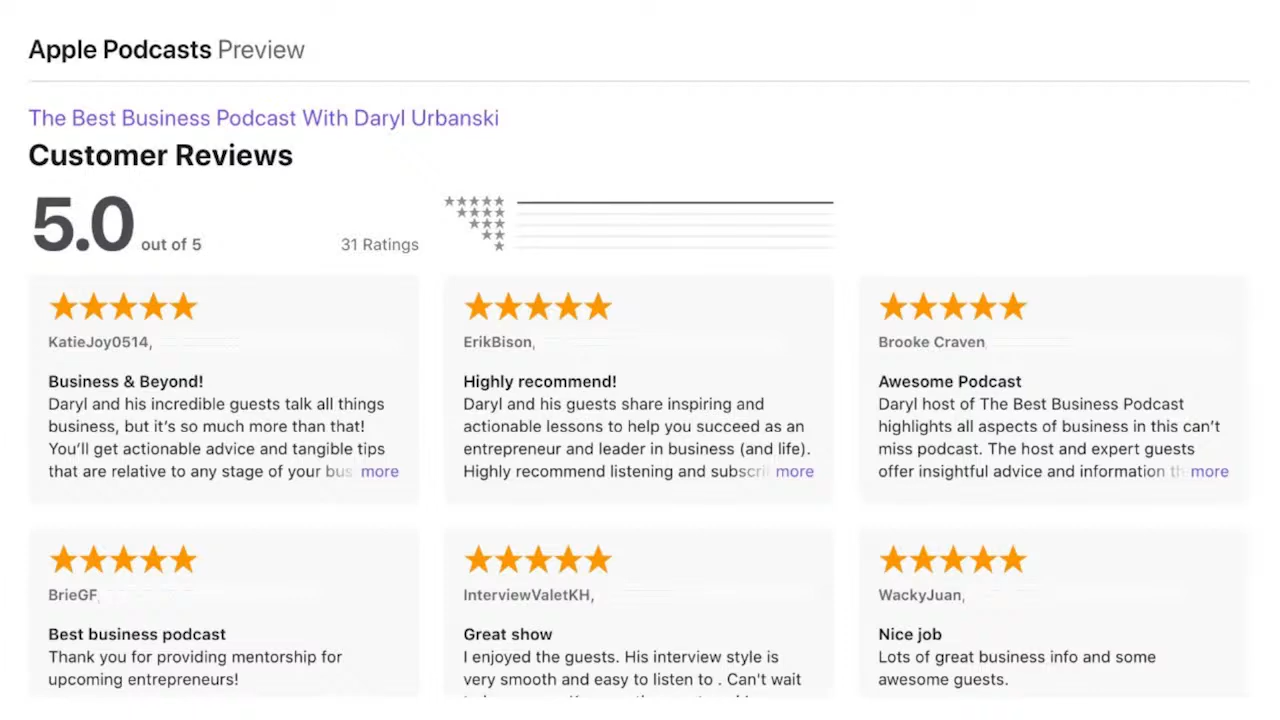 Apple Podcasts Preview
The Best Business Podcast With Daryl Urbanski
Customer Reviews
5.0 out of 5
31 Ratings
KatieJoy0514,
Business & Beyond!
Daryl and his incredible guests talk all things
business, but it's so much more than that!
You'll get actionable advice and tangible tips
that are relative to any stage of your bus more
ErikBison,
Highly recommend!
Daryl and his guests share inspiring and
actionable lessons to help you succeed as an
entrepreneur and leader in business (and life).
Highly recommend listening and subscri more
Brooke Craven
Awesome Podcast
Daryl host of The Best Business Podcast
highlights all aspects of business in this can't
miss podcast. The host and expert guests
offer insightful advice and information th more
BrieGF,
Best business podcast
Thank you for providing mentorship for
upcoming entrepreneurs!
InterviewValetKH,
Great show
I enjoyed the guests. His interview style is
very smooth and easy to listen to . Can't wait
WackyJuan,
Nice job
Lots of great business info and some
awesome guests.